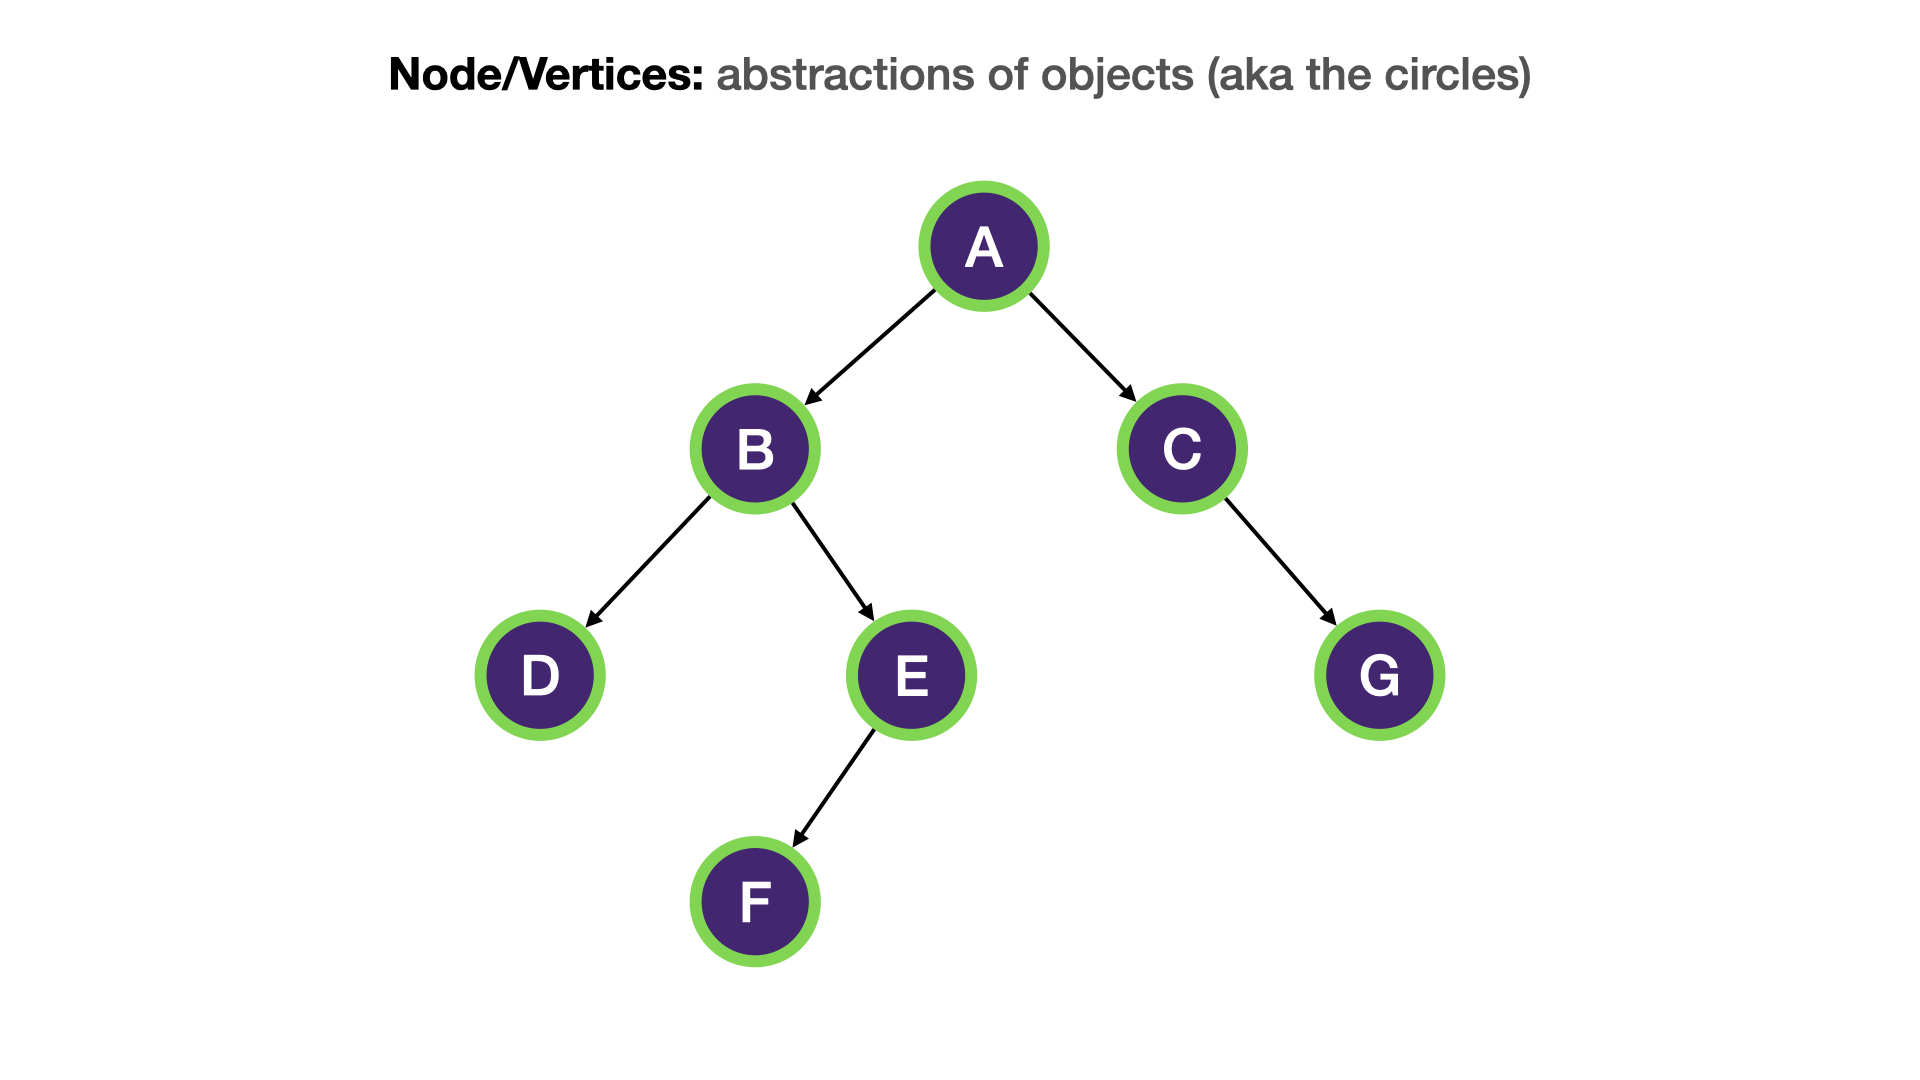 Node/Vertices: abstractions of objects (aka the circles)
A
B
C
D
E
G
F